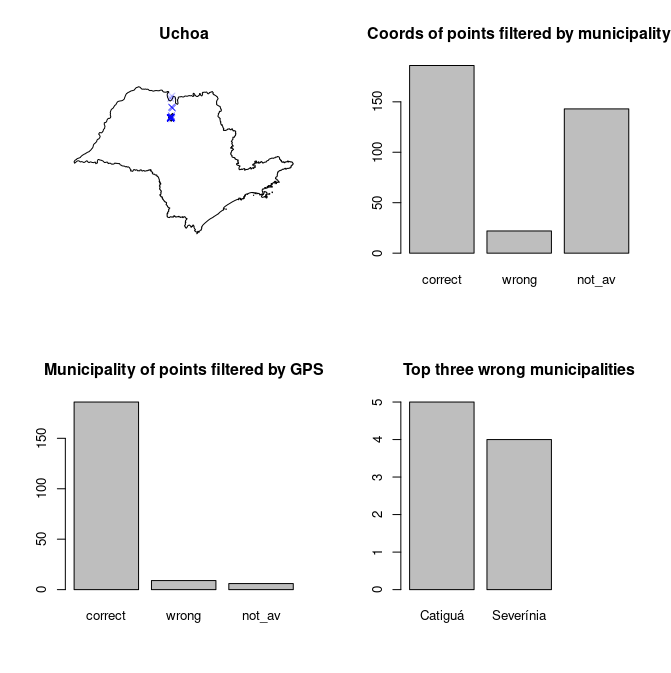 Uchoa
Coords of points filtered by municipality
150
100
50
0
correct wrong not_av
Municipality of points filtered by GPS
150
100
50
0
correct wrong not_av
Top three wrong municipalities
5
4
3
2
1
0
Catiguá Severínia